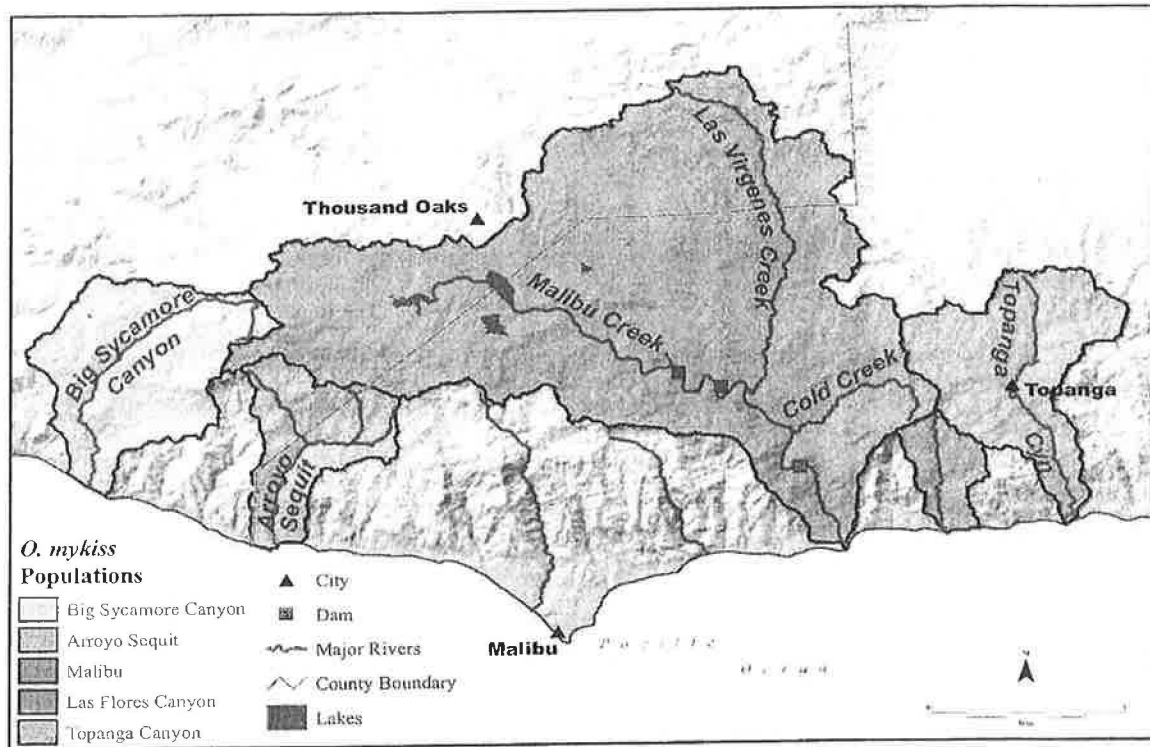 Thousand Oaks
Las Virgenes Creek
Malibu Creek
Big Sycamore
Canyon
Cold Creek
Topanga
Topanga
Cyn
Arroyo
Sequit
Malibu
Pacific
Ocean
O. mykiss
Populations
Big Sycamore Canyon
Arroyo Sequit
Malibu
Las Flores Canyon
Topanga Canyon
City
Dam
Major Rivers
County Boundary
Lakes
N